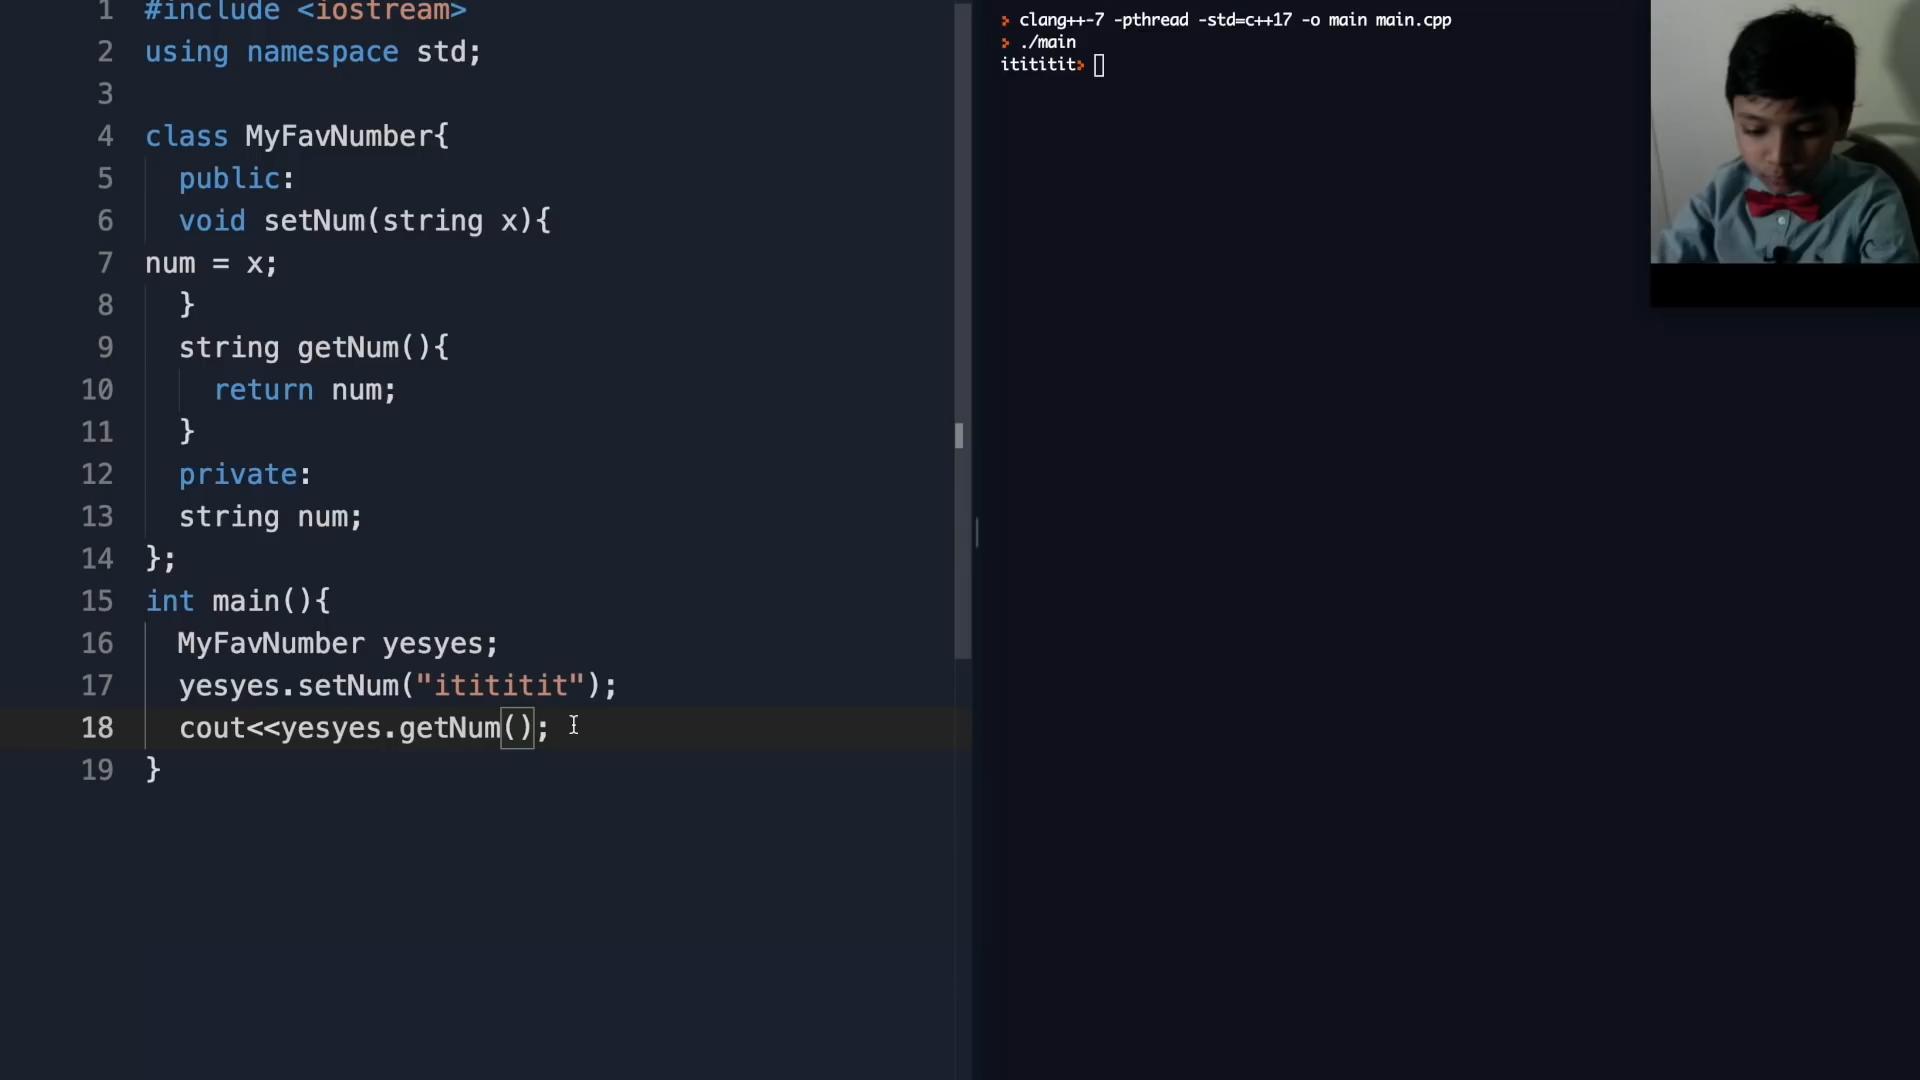 1 #include <iostream>
2 using namespace std;
3
4 class MyFavNumber{
5 public:
6 void setNum(string x){
7 num = x;
8 }
9 string getNum(){
10 return num;
11 }
12 private:
13 string num;
14 };
15 int main(){
16 MyFavNumber yesyes;
17 yesyes.setNum("itititit");
18 cout<<yesyes.getNum();
19 }
> clang++-7 -pthread -std=c++17 -o main main.cpp
> ./main
itititit>